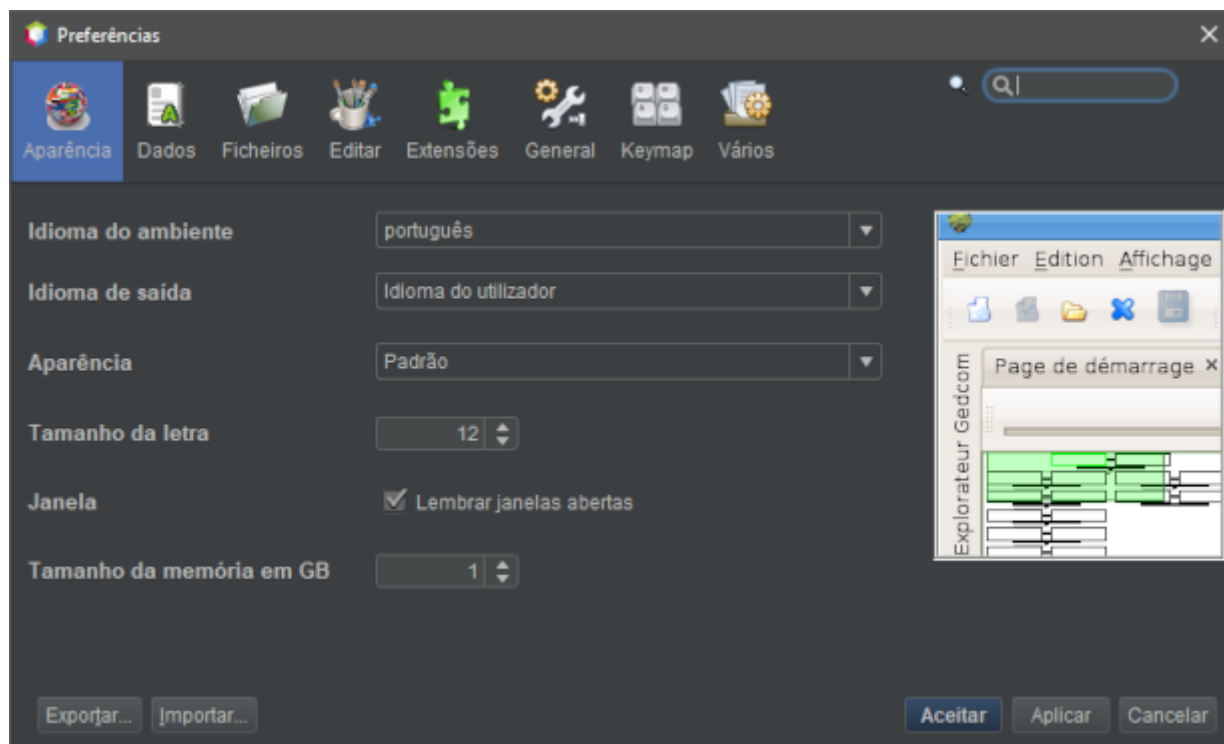 Preferências
Aparência Dados Ficheiros Editar Extensões General Keymap Vários
Idioma do ambiente português
Idioma de saída Idioma do utilizador
Aparência Padrão
Tamanho da letra 12
Janela Lembrar janelas abertas
Tamanho da memória em GB 1
Fichier Edition Affichage
Page de démarrage
Explorateur Gedcom
Exportar... Importar... Aceitar Aplicar Cancelar